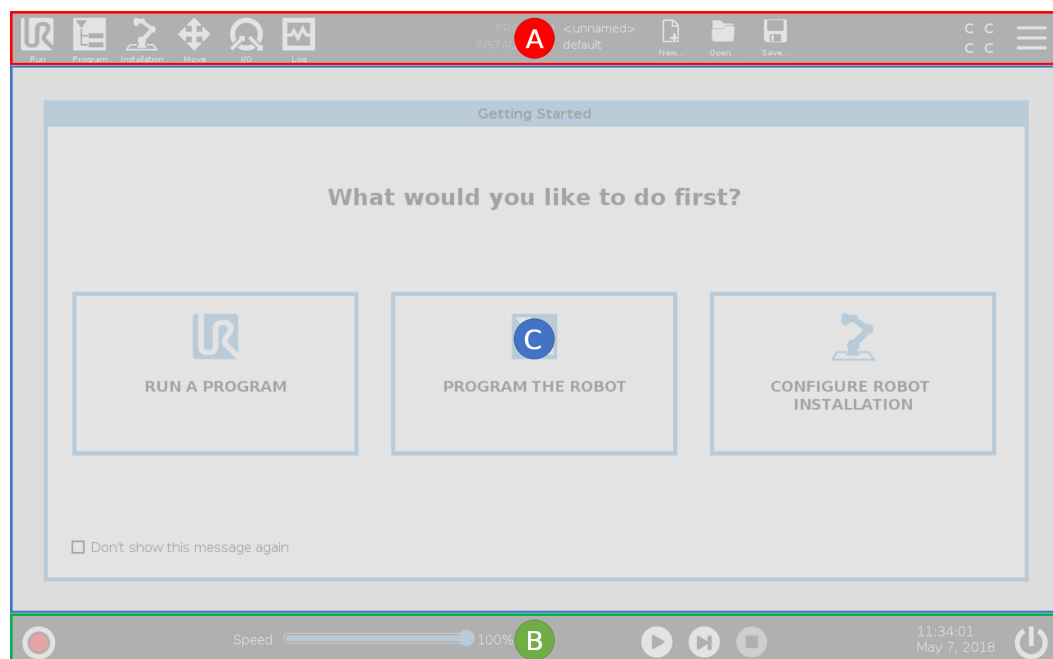 A
<unnamed>
default
Run
Program
Installation
Move
I/O
Log
New...
Open...
Save...
C C
C C
Getting Started
What would you like to do first?
C
RUN A PROGRAM
PROGRAM THE ROBOT
CONFIGURE ROBOT
INSTALLATION
Don't show this message again
Speed
100%
B
11:34:01
May 7, 2018